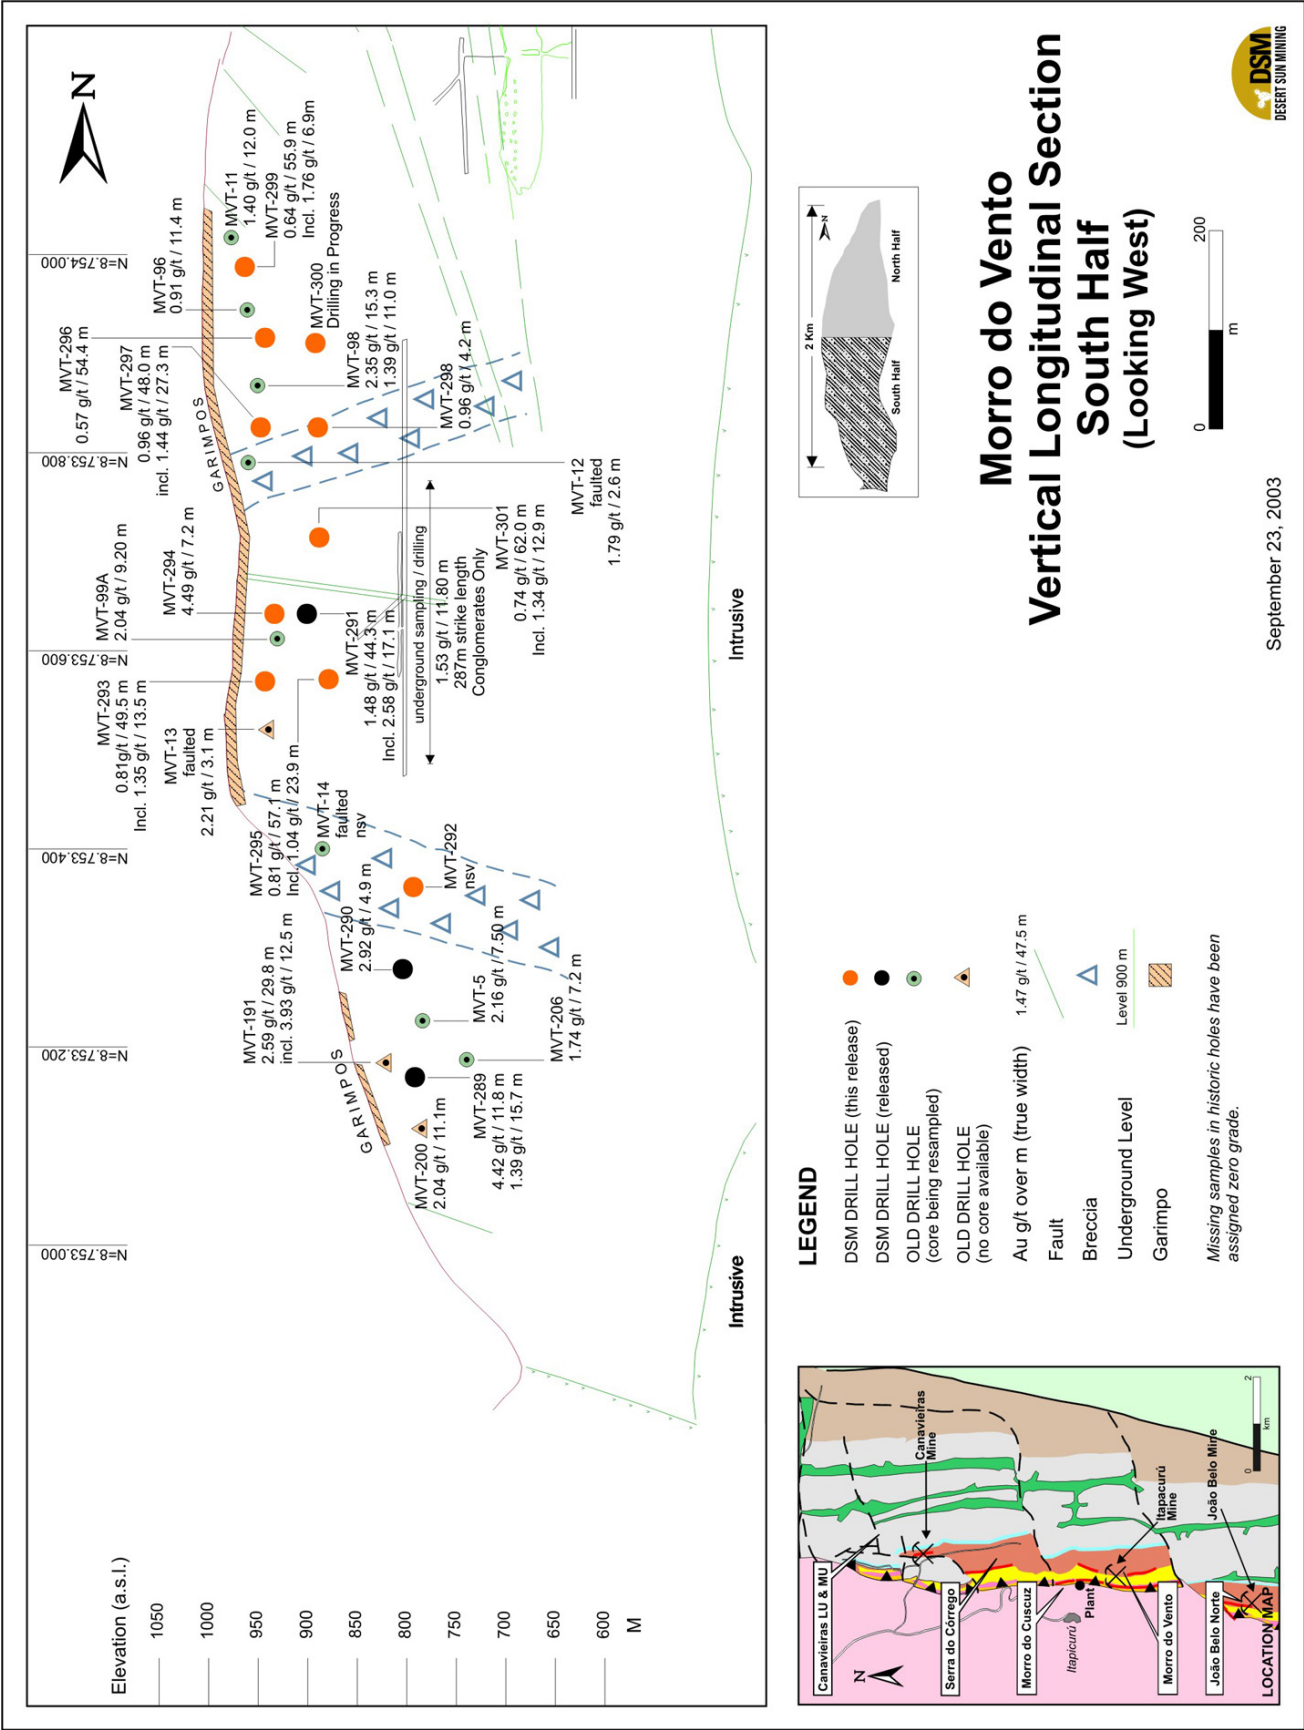 Elevation (a.s.l.)
1050
1000
950
900
850
800
750
700
650
600
M
N=8.753.000
N=8.753.200
N=8.753.400
N=8.753.600
N=8.753.800
N=8.754.000
N
GARIMPOS
GARIMPOS
MVT-200
2.04 g/t / 11.1m
MVT-289
4.42 g/t / 11.8 m
1.39 g/t / 15.7 m
MVT-191
2.59 g/t / 29.8 m
incl. 3.93 g/t / 12.5 m
MVT-206
1.74 g/t / 7.2 m
MVT-5
2.16 g/t / 7.50 m
MVT-290
2.92 g/t / 4.9 m
MVT-292
nsv
MVT-14
faulted
nsv
MVT-295
0.81 g/t / 57.1 m
Incl. 1.04 g/t / 23.9 m
MVT-13
faulted
2.21 g/t / 3.1 m
MVT-293
0.81g/t / 49.5 m
Incl. 1.35 g/t / 13.5 m
MVT-99A
2.04 g/t / 9.20 m
MVT-294
4.49 g/t / 7.2 m
MVT-291
1.48 g/t / 44.3 m
Incl. 2.58 g/t / 17.1 m
underground sampling / drilling
1.53 g/t / 11.80 m
287m strike length
Conglomerates Only
MVT-301
0.74 g/t / 62.0 m
Incl. 1.34 g/t / 12.9 m
MVT-12
faulted
1.79 g/t / 2.6 m
MVT-297
0.96 g/t / 48.0 m
incl. 1.44 g/t / 27.3 m
MVT-296
0.57 g/t / 54.4 m
MVT-298
0.96 g/t / 4.2 m
MVT-98
2.35 g/t / 15.3 m
1.39 g/t / 11.0 m
MVT-300
Drilling in Progress
MVT-96
0.91 g/t / 11.4 m
MVT-299
0.64 g/t / 55.9 m
Incl. 1.76 g/t / 6.9m
MVT-11
1.40 g/t / 12.0 m
Intrusive
Intrusive
Canavieiras LU & MU
Serra do Córrego
Morro do Cuscuz
Morro do Vento
João Belo Norte
Canavieiras
Mine
Itapacurú
Mine
João Belo Mine
Plant
Itapicurú
N
0
2
km
LOCATION MAP
LEGEND
DSM DRILL HOLE (this release)
DSM DRILL HOLE (released)
OLD DRILL HOLE
(core being resampled)
OLD DRILL HOLE
(no core available)
Au g/t over m (true width)
1.47 g/t / 47.5 m
Fault
Breccia
Underground Level
Level 900 m
Garimpo
Missing samples in historic holes have been
assigned zero grade.
2 Km
N
South Half
North Half
Morro do Vento
Vertical Longitudinal Section
South Half
(Looking West)
0
200
m
September 23, 2003
DSM
DESERT SUN MINING